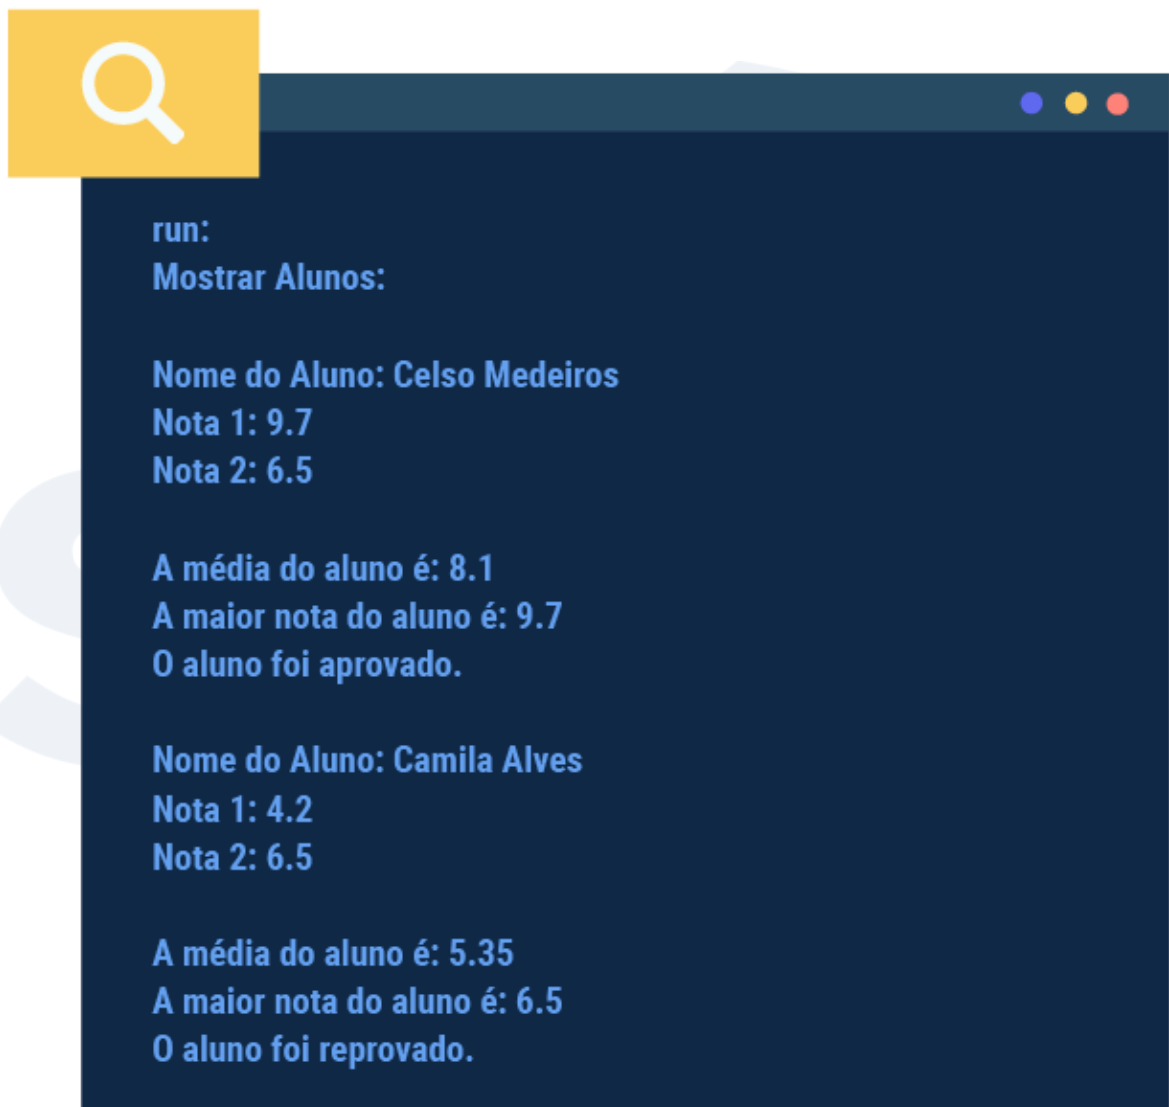 run:
Mostrar Alunos:
Nome do Aluno: Celso Medeiros
Nota 1: 9.7
Nota 2: 6.5
A média do aluno é: 8.1
A maior nota do aluno é: 9.7
O aluno foi aprovado.
Nome do Aluno: Camila Alves
Nota 1: 4.2
Nota 2: 6.5
A média do aluno é: 5.35
A maior nota do aluno é: 6.5
O aluno foi reprovado.